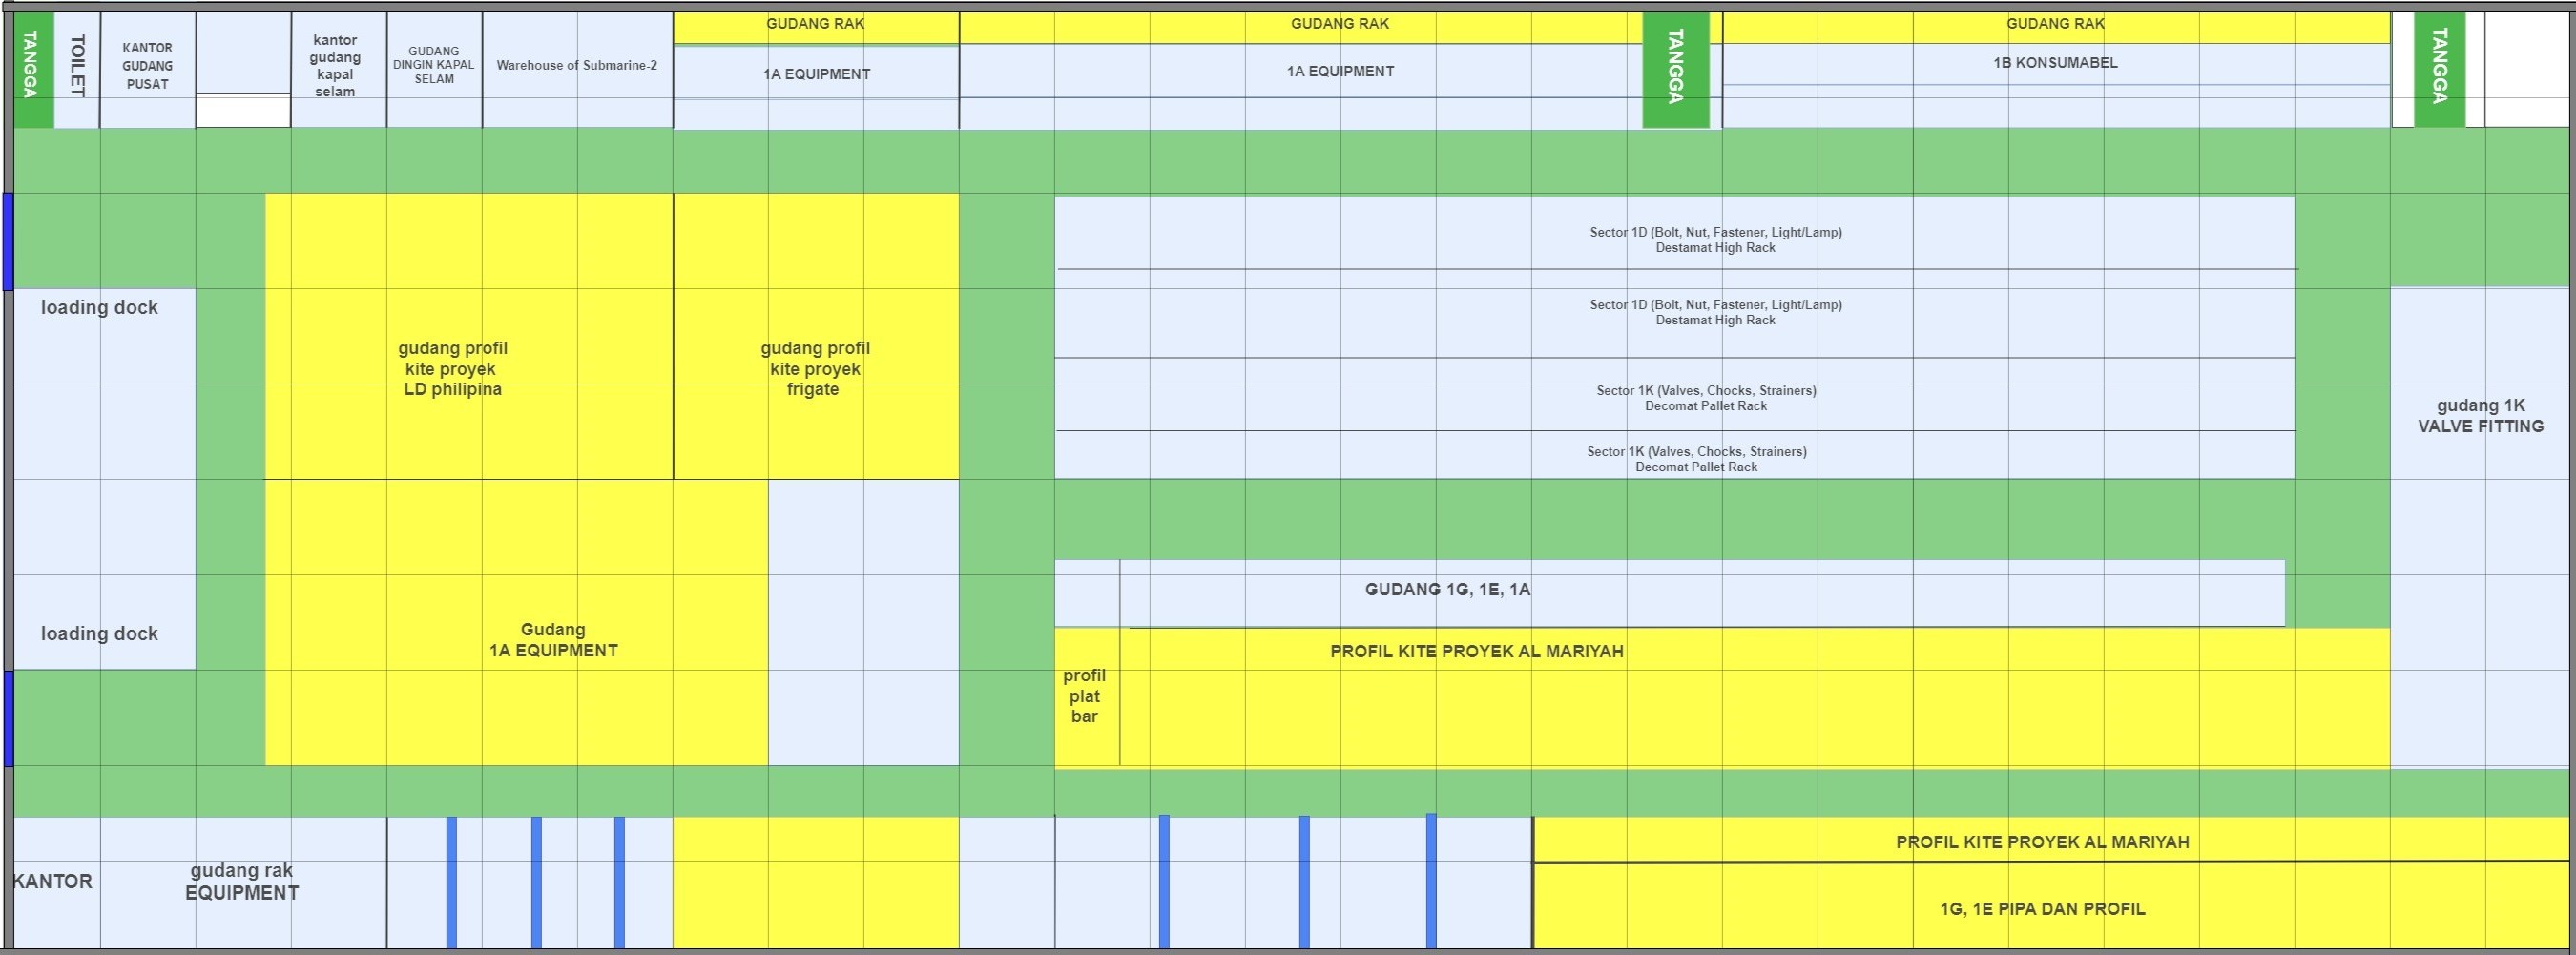 TANGGA
TOILET
KANTOR
GUDANG
PUSAT
kantor
gudang
kapal
selam
GUDANG
DINGIN KAPAL
SELAM
Warehouse of Submarine-2
GUDANG RAK
1A EQUIPMENT
GUDANG RAK
1A EQUIPMENT
TANGGA
GUDANG RAK
1B KONSUMABEL
TANGGA
loading dock
gudang profil
kite proyek
LD philipina
gudang profil
kite proyek
frigate
Sector 1D (Bolt, Nut, Fastener, Light/Lamp)
Destamat High Rack
Sector 1D (Bolt, Nut, Fastener, Light/Lamp)
Destamat High Rack
Sector 1K (Valves, Chocks, Strainers)
Decomat Pallet Rack
Sector 1K (Valves, Chocks, Strainers)
Decomat Pallet Rack
gudang 1K
VALVE FITTING
loading dock
Gudang
1A EQUIPMENT
GUDANG 1G, 1E, 1A
PROFIL KITE PROYEK AL MARIYAH
profil
plat
bar
KANTOR
gudang rak
EQUIPMENT
PROFIL KITE PROYEK AL MARIYAH
1G, 1E PIPA DAN PROFIL